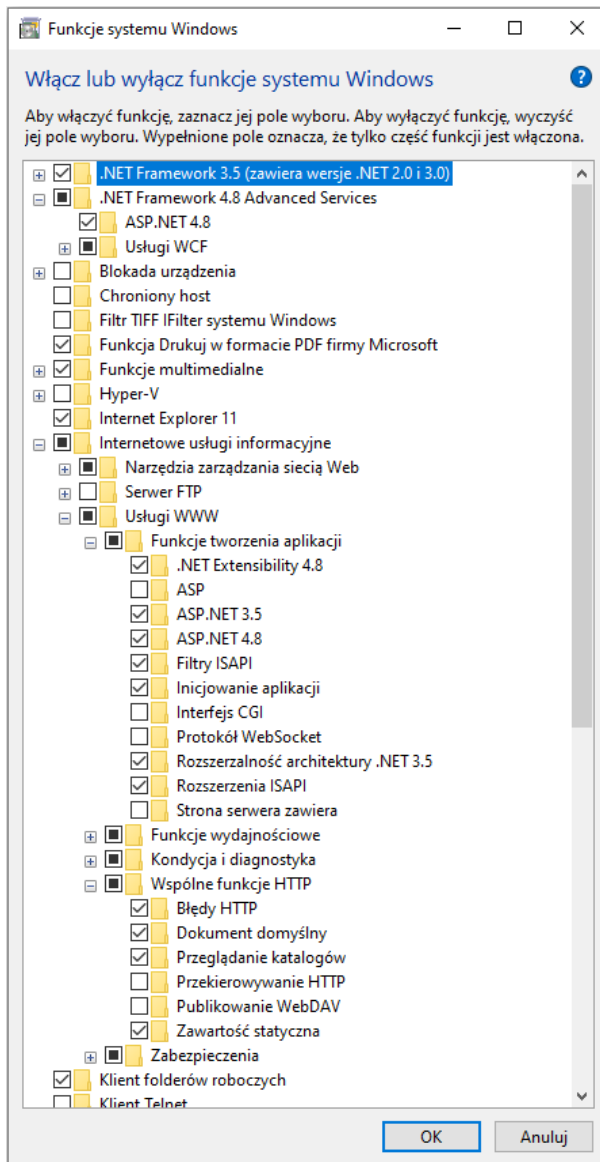 Funkcje systemu Windows
Włącz lub wyłącz funkcje systemu Windows
?
Aby włączyć funkcję, zaznacz jej pole wyboru. Aby wyłączyć funkcję, wyczyść
jej pole wyboru. Wypełnione pole oznacza, że tylko część funkcji jest włączona.
.NET Framework 3.5 (zawiera wersje .NET 2.0 i 3.0)
.NET Framework 4.8 Advanced Services
ASP.NET 4.8
Usługi WCF
Blokada urządzenia
Chroniony host
Filtr TIFF IFilter systemu Windows
Funkcja Drukuj w formacie PDF firmy Microsoft
Funkcje multimedialne
Hyper-V
Internet Explorer 11
Internetowe usługi informacyjne
Narzędzia zarządzania siecią Web
Serwer FTP
Usługi WWW
Funkcje tworzenia aplikacji
.NET Extensibility 4.8
ASP
ASP.NET 3.5
ASP.NET 4.8
Filtry ISAPI
Inicjowanie aplikacji
Interfejs CGI
Protokół WebSocket
Rozszerzalność architektury .NET 3.5
Rozszerzenia ISAPI
Strona serwera zawiera
Funkcje wydajnościowe
Kondycja i diagnostyka
Wspólne funkcje HTTP
Błędy HTTP
Dokument domyślny
Przeglądanie katalogów
Przekierowywanie HTTP
Publikowanie WebDAV
Zawartość statyczna
Zabezpieczenia
Klient folderów roboczych
Klient Telnet
OK
Anuluj